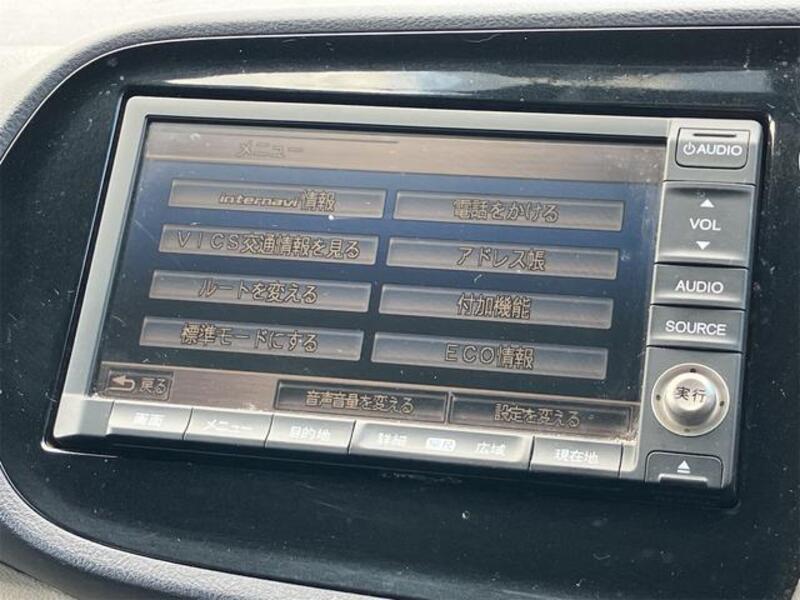 メニュー
internavi情報
電話をかける
VICS交通情報を見る
アドレス帳
ルートを変える
付加機能
標準モードにする
ECO情報
戻る
音声音量を変える
設定を変える
画面
メニュー
目的地
詳細
広域
現在地
AUDIO
VOL
AUDIO
SOURCE
実行